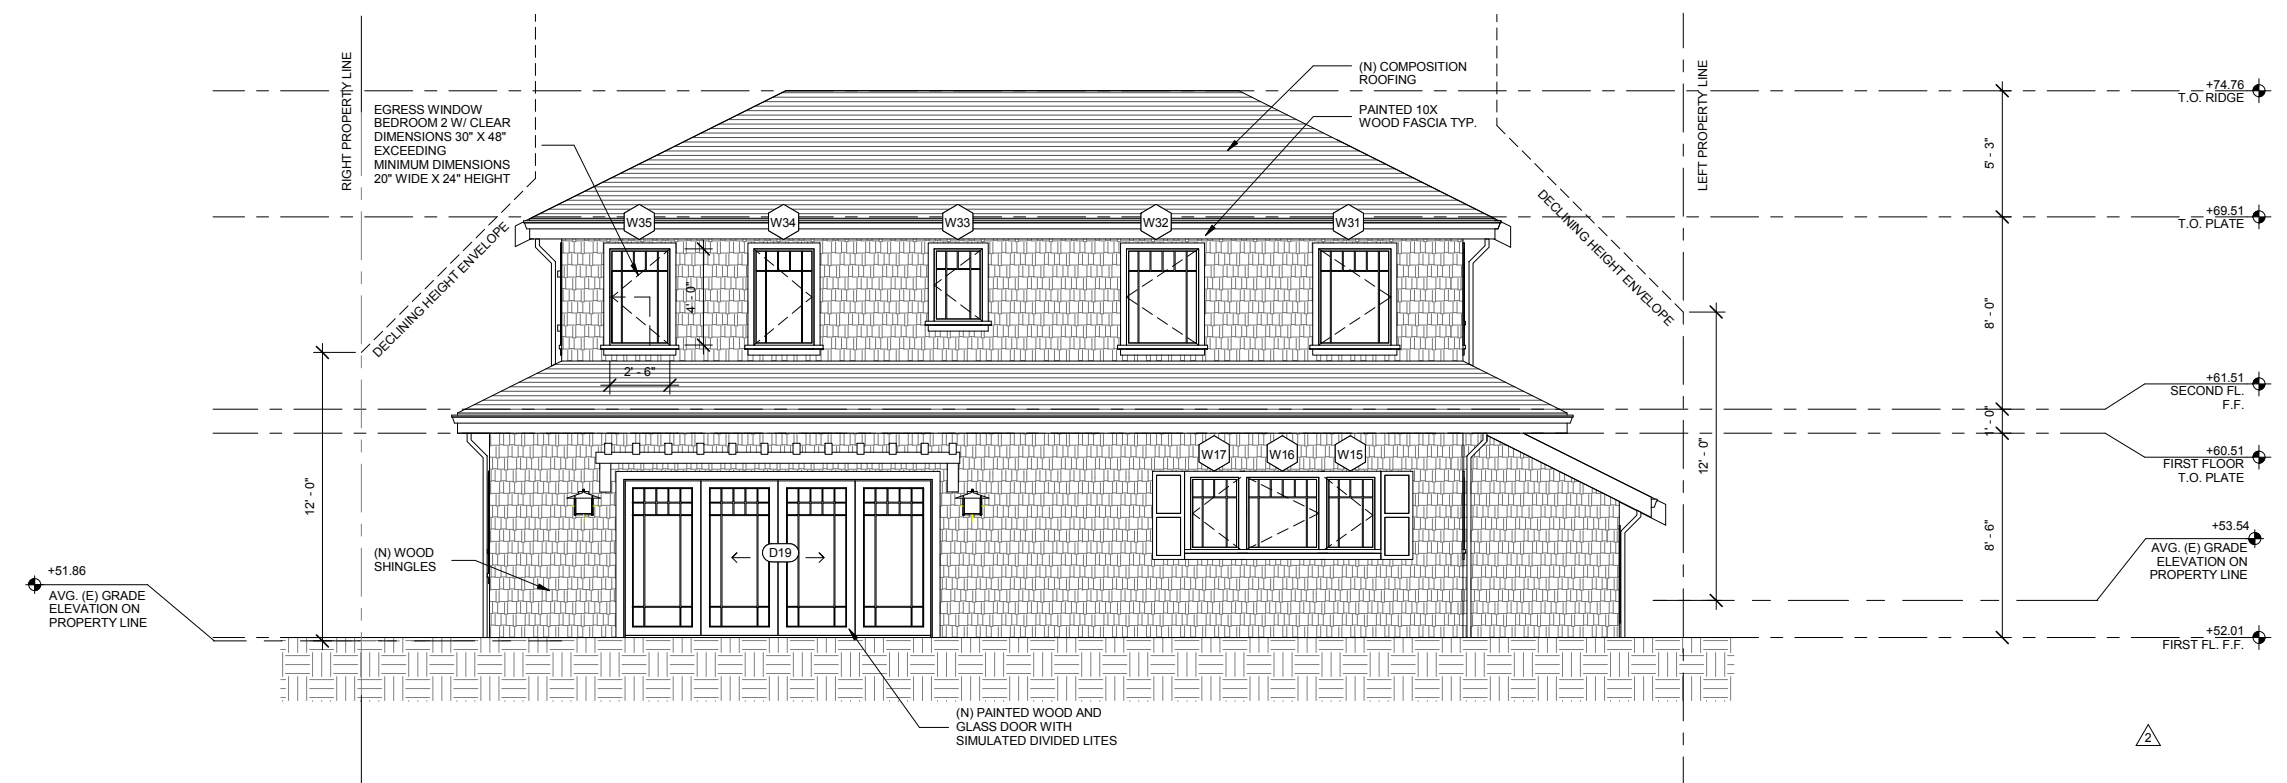 RIGHT PROPERTY LINE
EGRESS WINDOW
BEDROOM 2 W/ CLEAR
DIMENSIONS 30" X 48"
EXCEEDING
MINIMUM DIMENSIONS
20" WIDE X 24" HEIGHT
DECLINING HEIGHT ENVELOPE
(N) COMPOSITION
ROOFING
PAINTED 10X
WOOD FASCIA TYP.
LEFT PROPERTY LINE
DECLINING HEIGHT ENVELOPE
+74.76
T.O. RIDGE
5' - 3"
+69.51
T.O. PLATE
8' - 0"
+61.51
SECOND FL.
F.F.
1' - 0"
+60.51
FIRST FLOOR
T.O. PLATE
8' - 6"
+53.54
AVG. (E) GRADE
ELEVATION ON
PROPERTY LINE
+52.01
FIRST FL. F.F.
W35
W34
W33
W32
W31
4' - 0"
2' - 6"
W17
W16
W15
12' - 0"
12' - 0"
D19
(N) WOOD
SHINGLES
+51.86
AVG. (E) GRADE
ELEVATION ON
PROPERTY LINE
(N) PAINTED WOOD AND
GLASS DOOR WITH
SIMULATED DIVIDED LITES
2